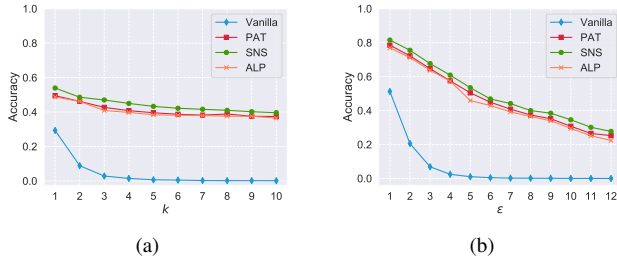 1.0
0.8
0.6
0.4
0.2
0.0
Accuracy
Vanilla
PAT
SNS
ALP
1 2 3 4 5 6 7 8 9 10
k
(a)
1.0
0.8
0.6
0.4
0.2
0.0
Accuracy
Vanilla
PAT
SNS
ALP
1 2 3 4 5 6 7 8 9 10 11 12
ε
(b)